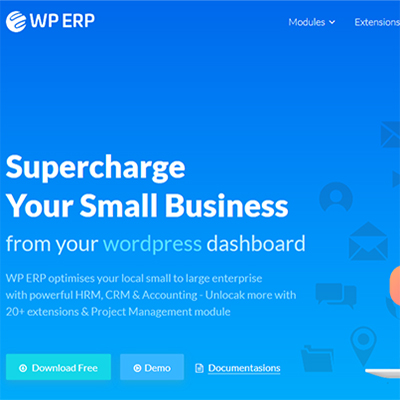 WP ERP
Modules
Extensions
Supercharge
Your Small Business
from your wordpress dashboard
WP ERP optimises your local small to large enterprise
with powerful HRM, CRM & Accounting - Unlocak more with
20+ extensions & Project Management module
Download Free
Demo
Documentasions